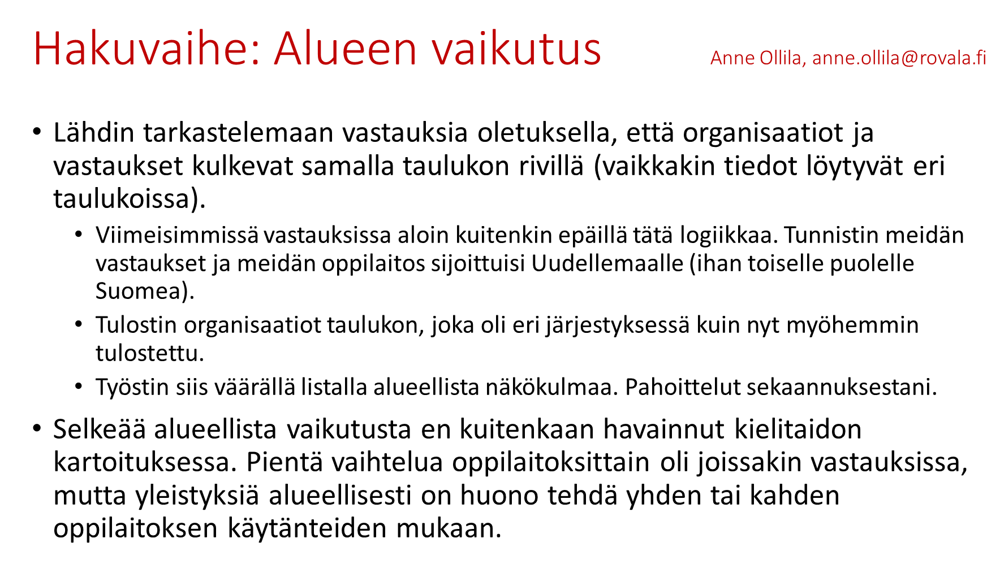 Hakuvaihe: Alueen vaikutus
Anne Ollila, anne.ollila@rovala.fi
• Lähdin tarkastelemaan vastauksia oletuksella, että organisaatiot ja
vastaukset kulkevat samalla taulukon rivillä (vaikkakin tiedot löytyvät eri
taulukoissa).
• Viimeisimmissä vastauksissa aloin kuitenkin epäillä tätä logiikkaa. Tunnistin meidän
vastaukset ja meidän oppilaitos sijoittuisi Uudellemaalle (ihan toiselle puolelle
Suomea).
• Tulostin organisaatiot taulukon, joka oli eri järjestyksessä kuin nyt myöhemmin
tulostettu.
• Työstin siis väärällä listalla alueellista näkökulmaa. Pahoittelut sekaannuksestani.
• Selkeää alueellista vaikutusta en kuitenkaan havainnut kielitaidon
kartoituksessa. Pientä vaihtelua oppilaitoksittain oli joissakin vastauksissa,
mutta yleistyksiä alueellisesti on huono tehdä yhden tai kahden
oppilaitoksen käytänteiden mukaan.